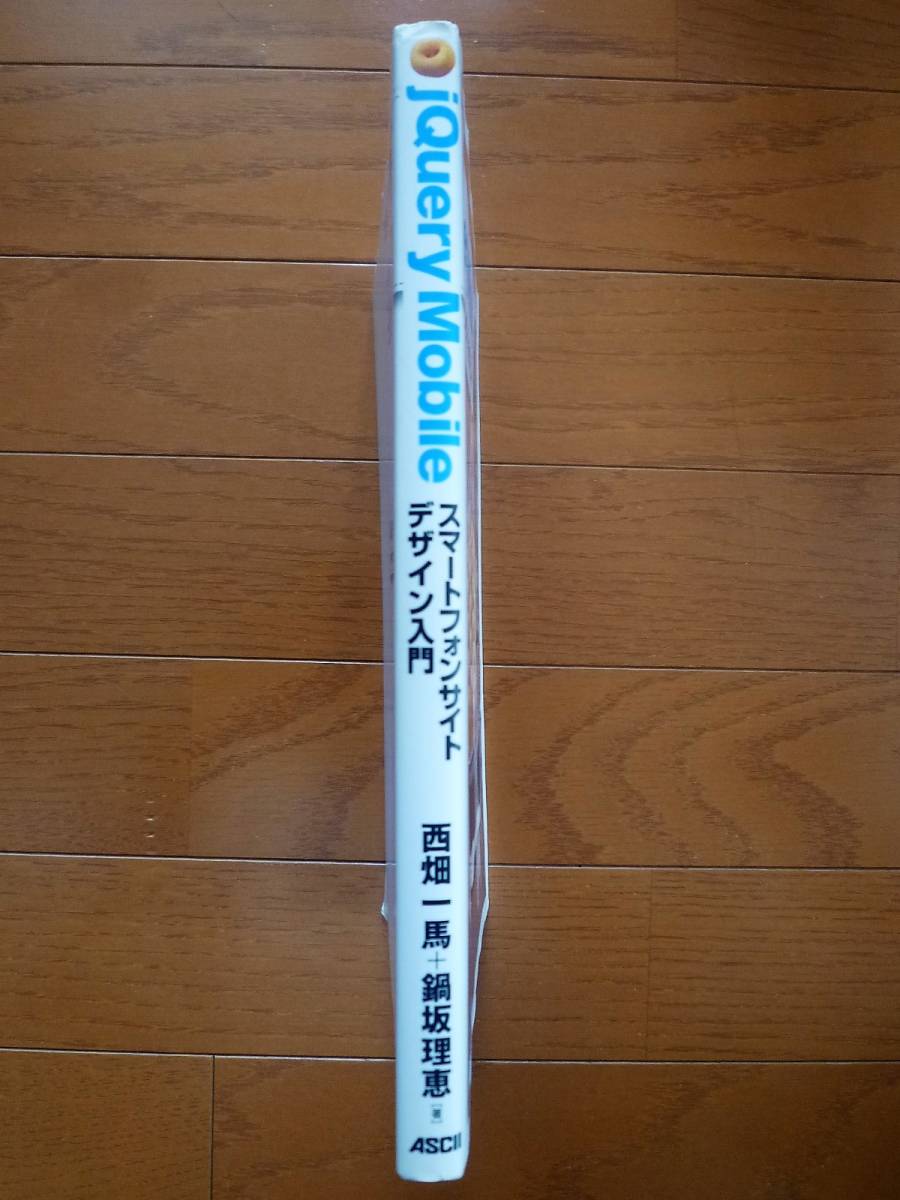 jQuery Mobile
スマートフォンサイト
デザイン入門
西畑一馬+鍋坂理恵[著]
ASCII